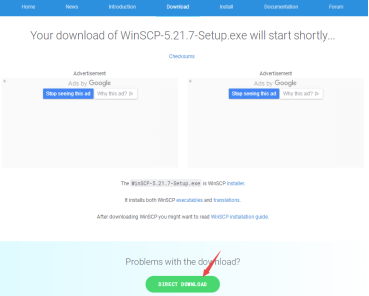 Home News Introduction Download Install Documentation Forum
Your download of WinSCP-5.21.7-Setup.exe will start shortly...
Checksums
Advertisement Advertisement
Ads by Google Ads by Google
Stop seeing this ad Why this ad? Stop seeing this ad Why this ad?
The WinSCP-5.21.7-Setup.exe is WinSCP installer.
It installs both WinSCP executables and translations.
After downloading WinSCP you might want to read WinSCP installation guide.
Problems with the download?
DIRECT DOWNLOAD